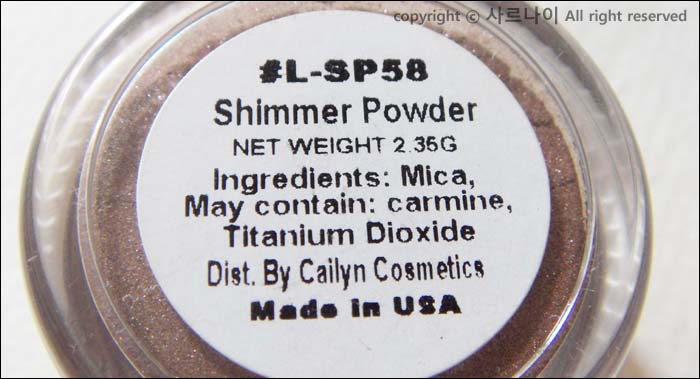 copyright © 사르나이 All right reserved
#L-SP58
Shimmer Powder
NET WEIGHT 2.35G
Ingredients: Mica,
May contain: carmine,
Titanium Dioxide
Dist. By Cailyn Cosmetics
Made in USA